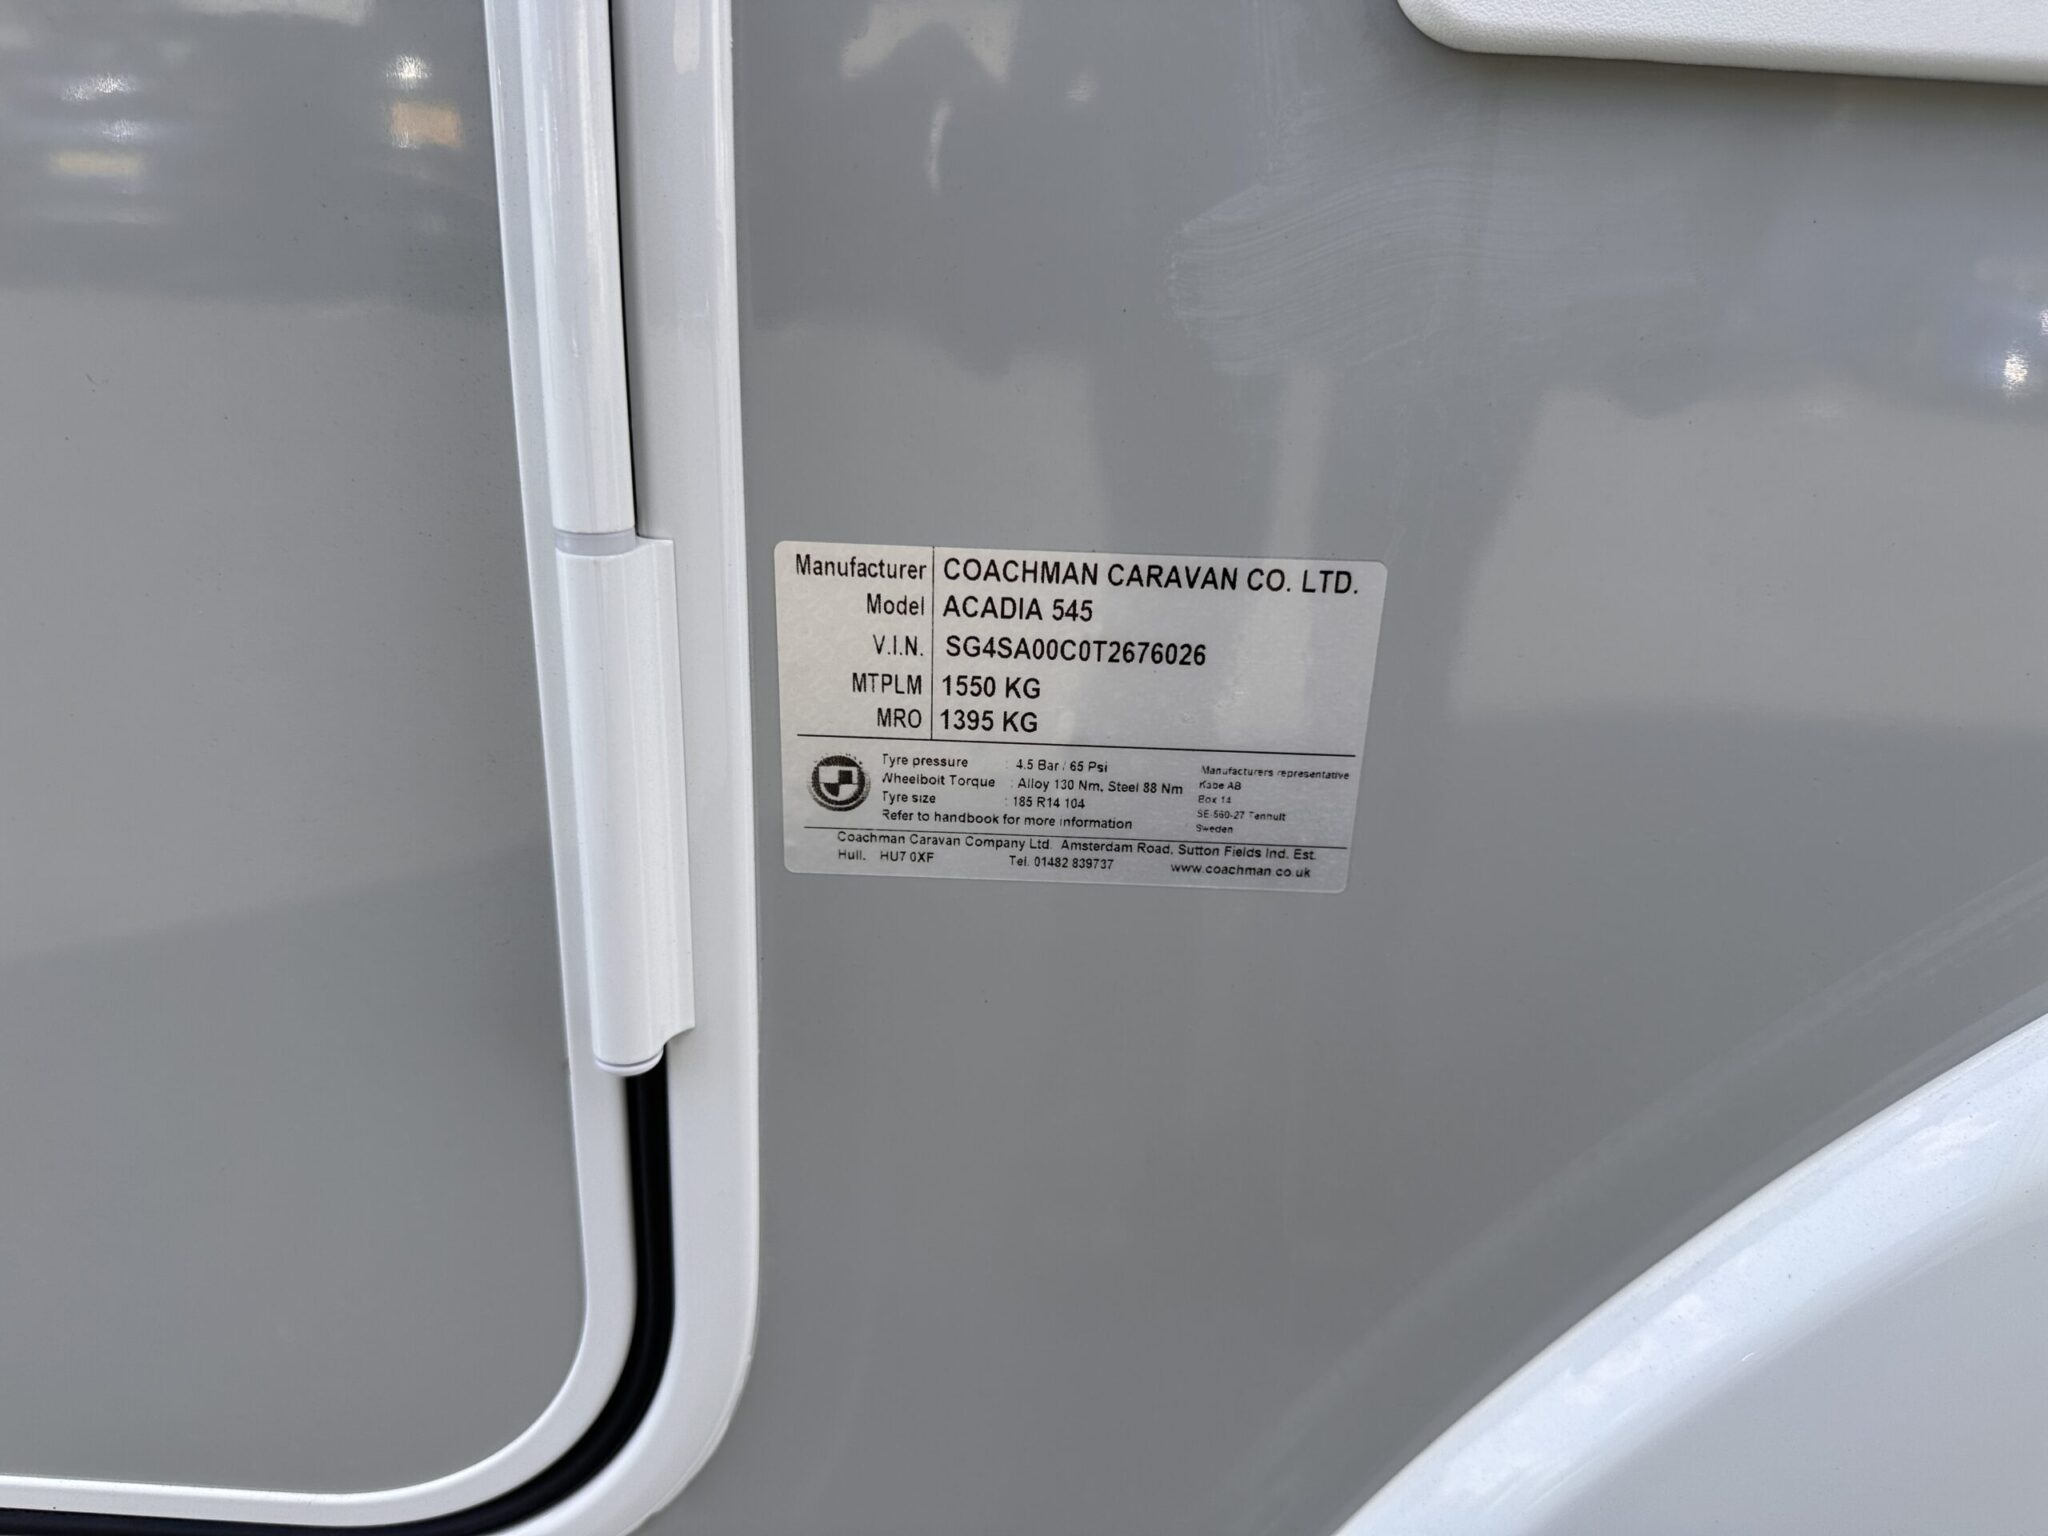 Manufacturer COACHMAN CARAVAN CO. LTD.
Model ACADIA 545
V.I.N. SG4SA00C0T2676026
MTPLM 1550 KG
MRO 1395 KG
Tyre pressure : 4.5 Bar / 65 Psi
Wheelbolt Torque : Alloy 130 Nm, Steel 88 Nm
Tyre size : 185 R14 104
Refer to handbook for more information
Manufacturers representative
Kabe AB
Box 14
SE-560-27 Tenhult
Sweden
Coachman Caravan Company Ltd. Amsterdam Road, Sutton Fields Ind. Est.
Hull. HU7 0XF Tel. 01482 839737 www.coachman.co.uk